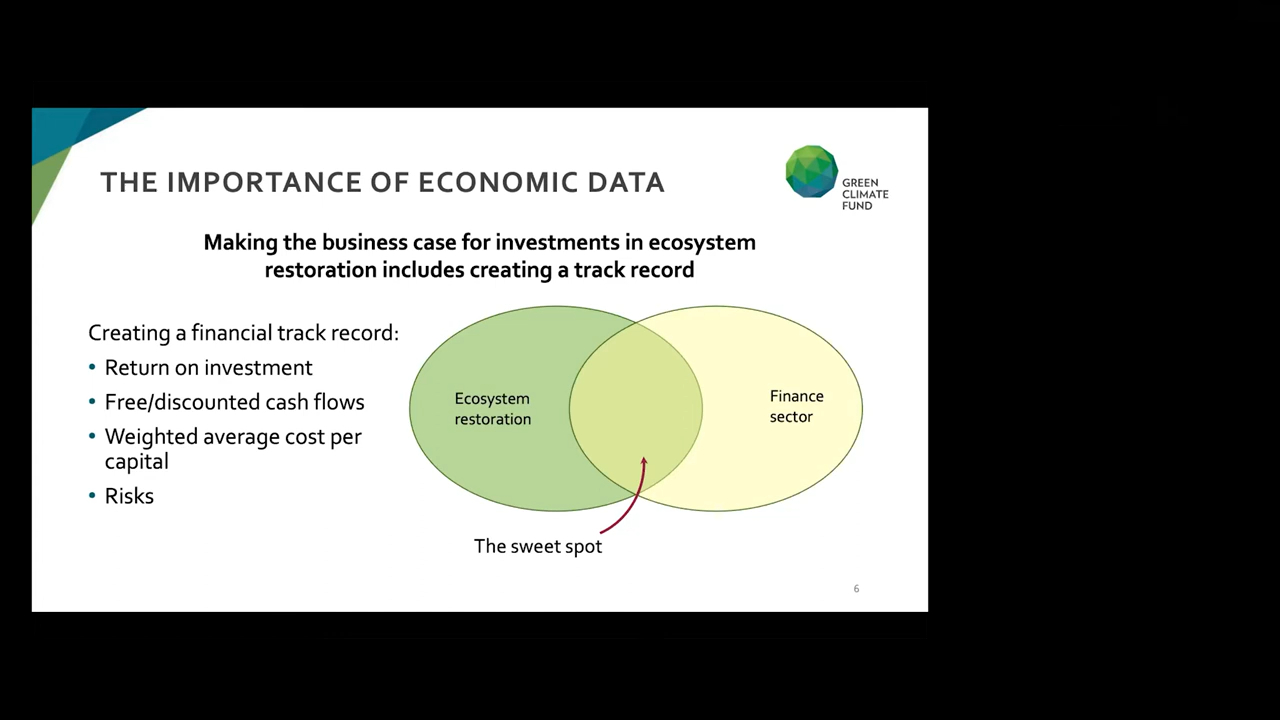 THE IMPORTANCE OF ECONOMIC DATA
GREEN
CLIMATE
FUND
Making the business case for investments in ecosystem
restoration includes creating a track record
Creating a financial track record:
• Return on investment
• Free/discounted cash flows
• Weighted average cost per
capital
• Risks
Ecosystem
restoration
Finance
sector
The sweet spot
6